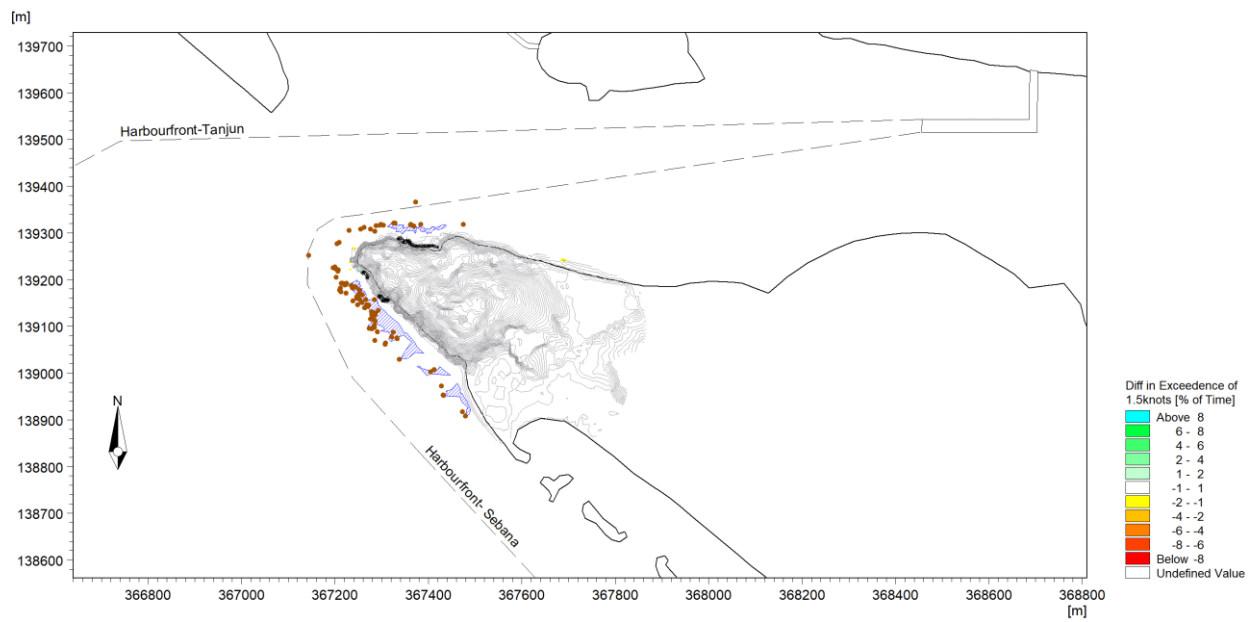 [m]
139700
139600
139500
139400
139300
139200
139100
139000
138900
138800
138700
138600
Harbourfront-Tanjun
Harbourfront- Sebana
N
366800 367000 367200 367400 367600 367800 368000 368200 368400 368600 368800
[m]
Diff in Exceedence of
1.5knots [% of Time]
Above 8
6 - 8
4 - 6
2 - 4
1 - 2
-1 - 1
-2 - -1
-4 - -2
-6 - -4
-8 - -6
Below -8
Undefined Value